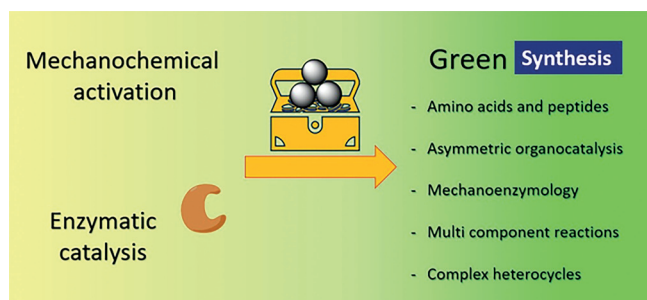 Mechanochemical
activation
Enzymatic
catalysis
Green Synthesis
- Amino acids and peptides
- Asymmetric organocatalysis
- Mechanoenzymology
- Multi component reactions
- Complex heterocycles